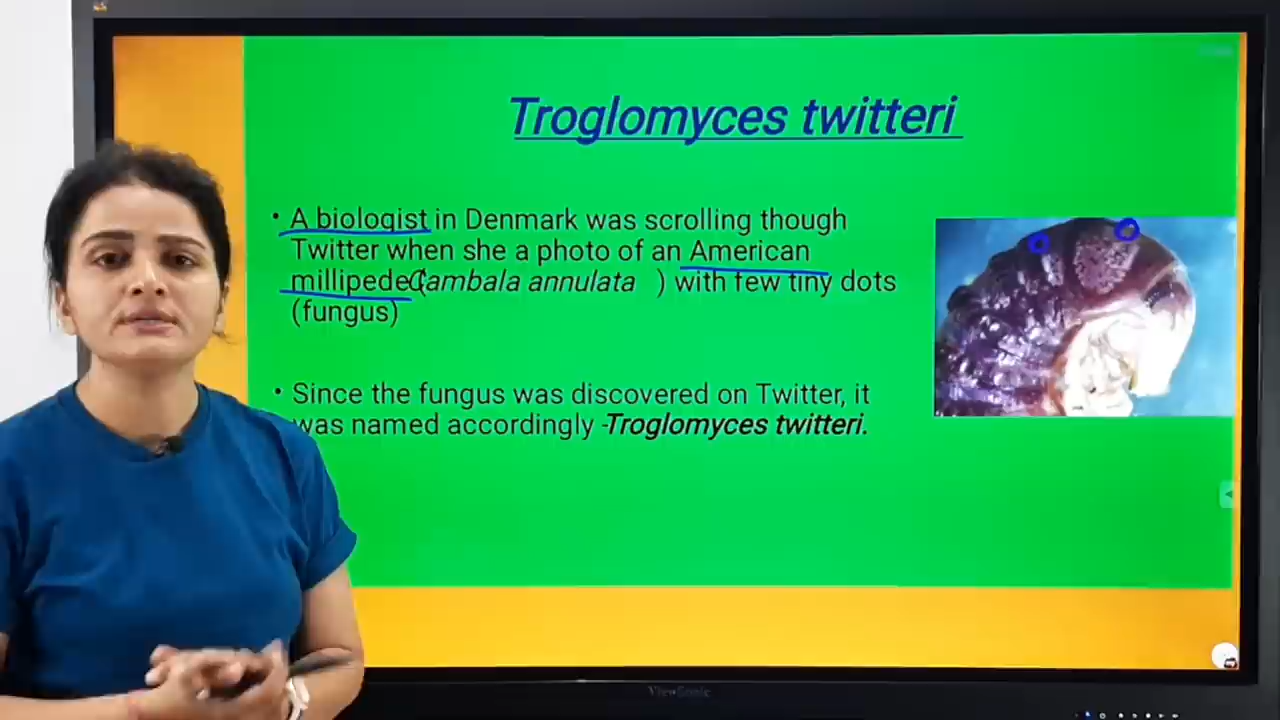 Troglomyces twitteri
• A biologist in Denmark was scrolling though
Twitter when she a photo of an American
millipede (Cambala annulata ) with few tiny dots
(fungus)
• Since the fungus was discovered on Twitter, it
was named accordingly -Troglomyces twitteri.
ViewSonic